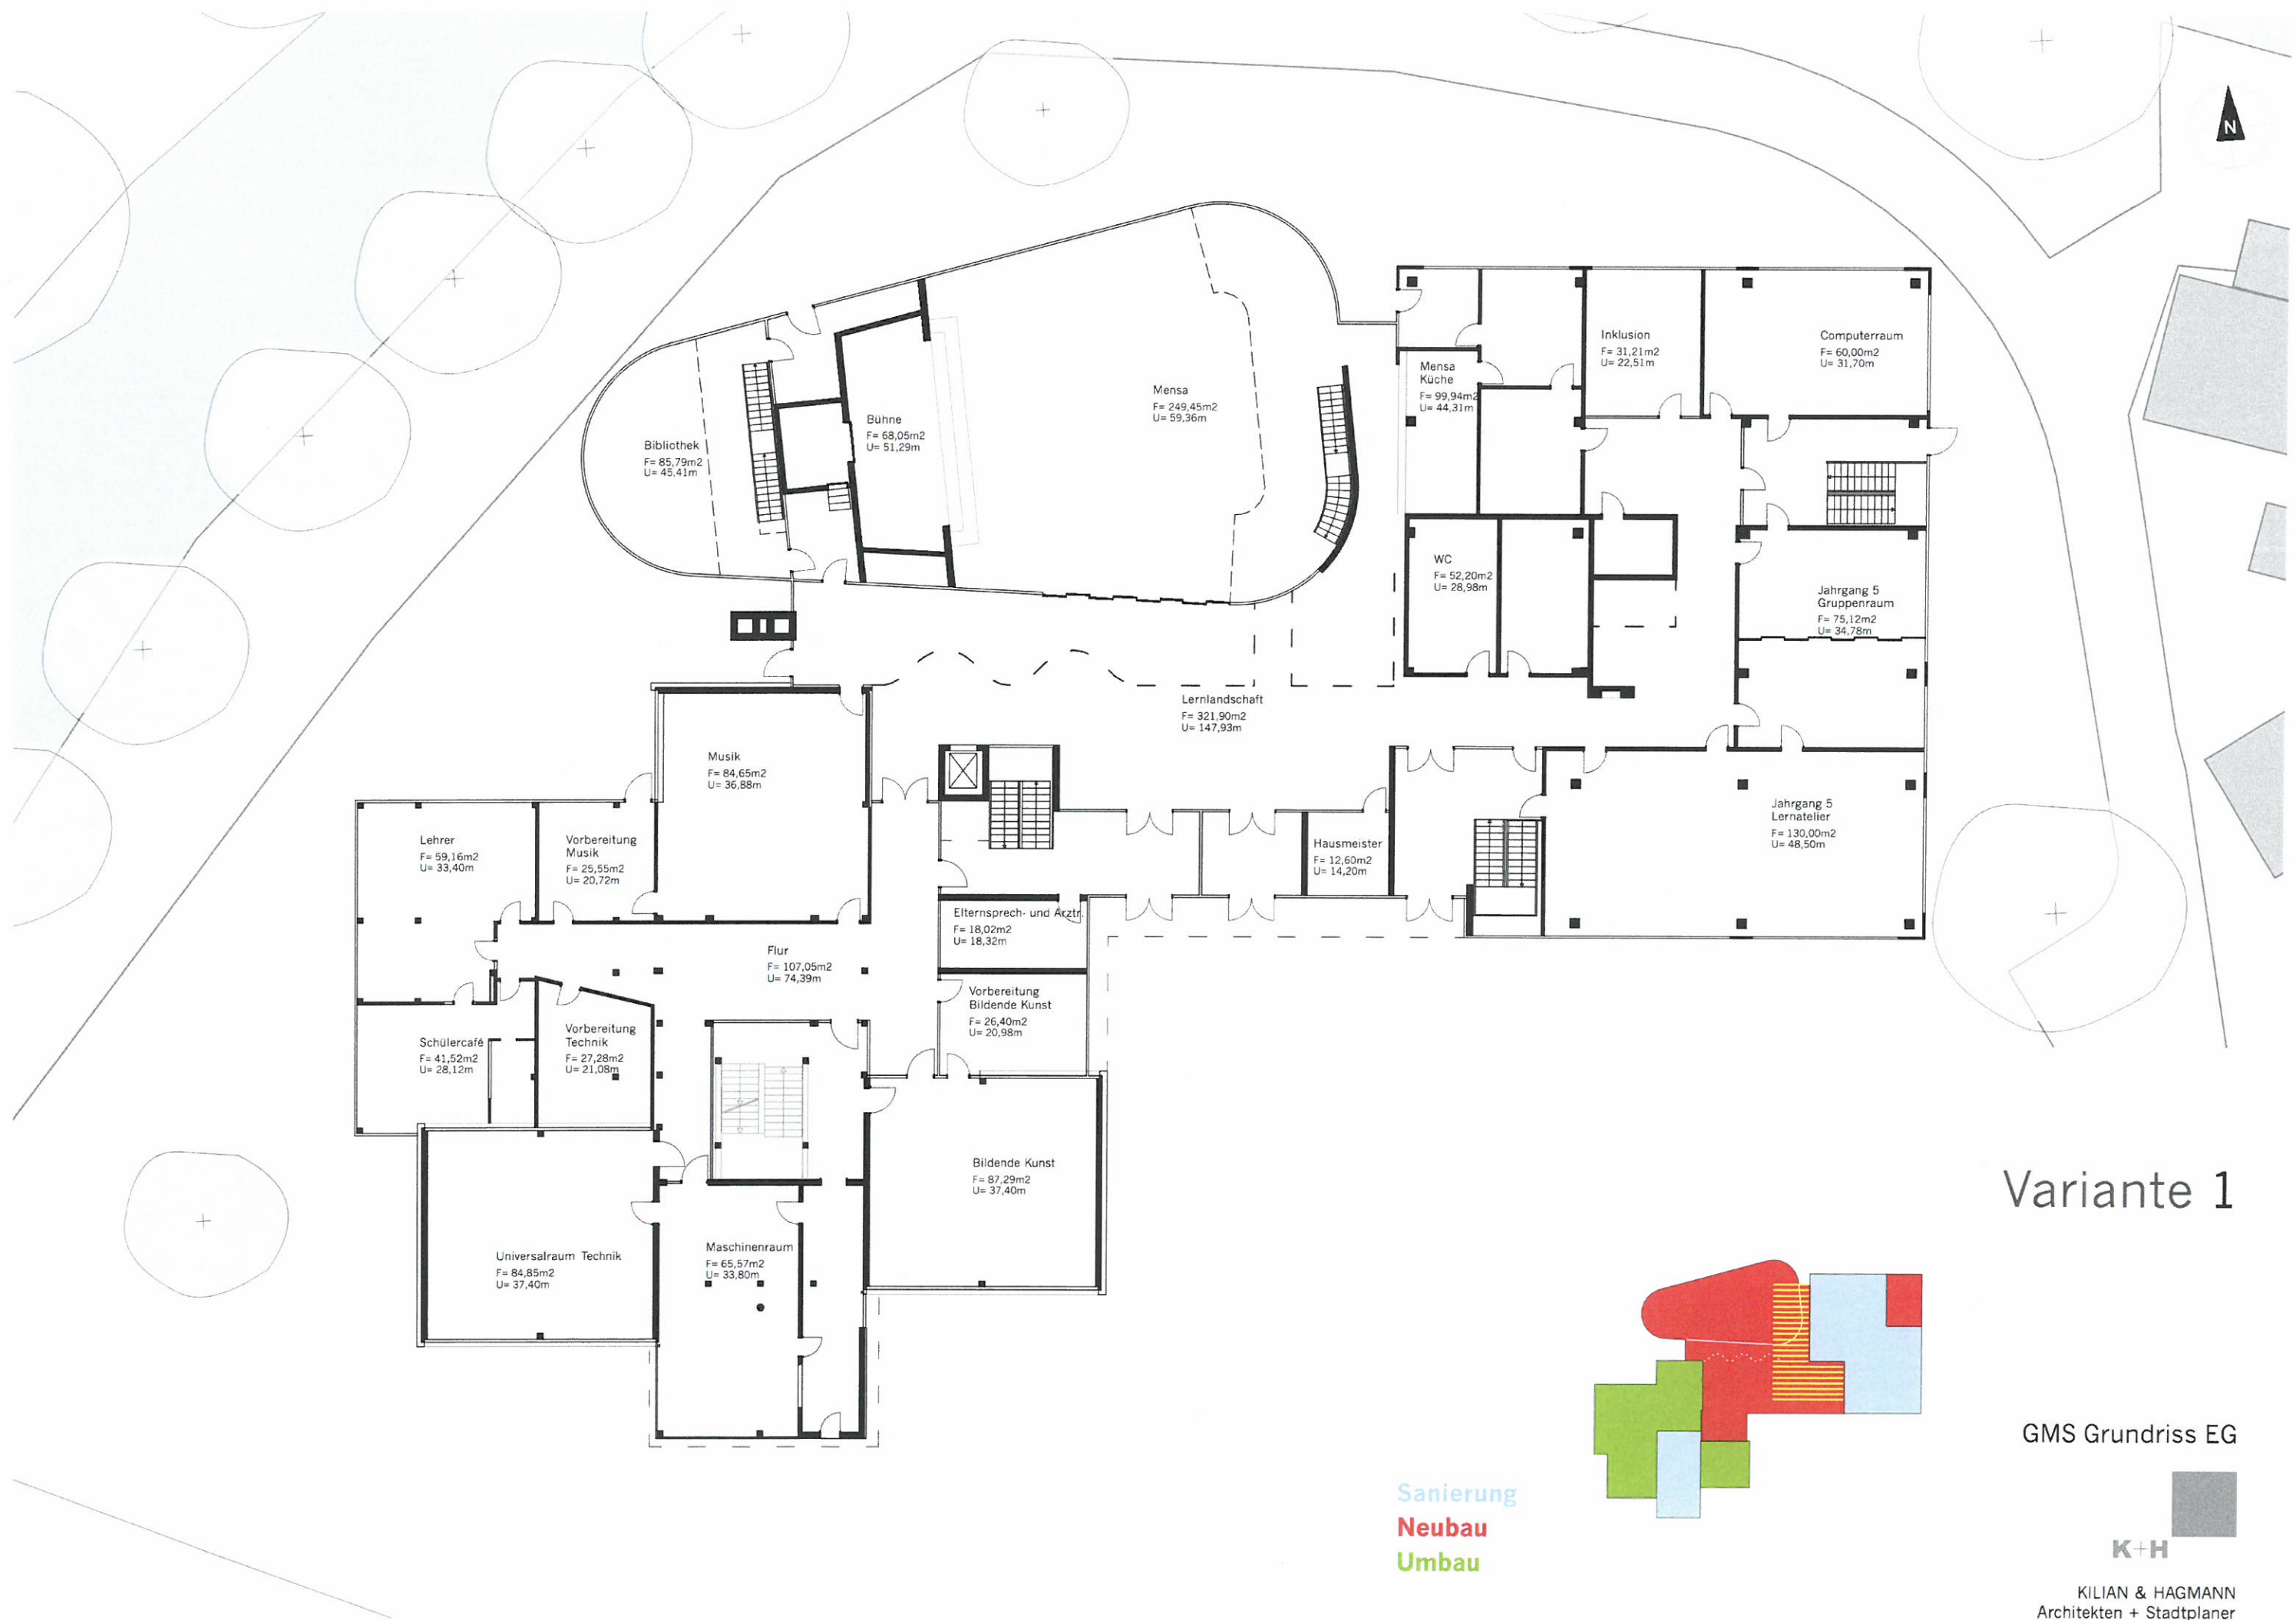 N
Inklusion
F= 31,21m2
U= 22,51m
Computerraum
F= 60,00m2
U= 31,70m
Mensa
Küche
F= 99,94m2
U= 44,31m
Mensa
F= 249,45m2
U= 59,36m
Bühne
F= 68,05m2
U= 51,29m
Bibliothek
F= 85,79m2
U= 45,41m
WC
F= 52,20m2
U= 28,98m
Jahrgang 5
Gruppenraum
F= 75,12m2
U= 34,78m
Lernlandschaft
F= 321,90m2
U= 147,93m
Musik
F= 84,65m2
U= 36,88m
Jahrgang 5
Lernatelier
F= 130,00m2
U= 48,50m
Lehrer
F= 59,16m2
U= 33,40m
Vorbereitung
Musik
F= 25,55m2
U= 20,72m
Hausmeister
F= 12,60m2
U= 14,20m
Elternsprech- und Arztr.
F= 18,02m2
U= 18,32m
Flur
F= 107,05m2
U= 74,39m
Vorbereitung
Bildende Kunst
F= 26,40m2
U= 20,98m
Schülercafé
F= 41,52m2
U= 28,12m
Vorbereitung
Technik
F= 27,28m2
U= 21,08m
Bildende Kunst
F= 87,29m2
U= 37,40m
Universalraum Technik
F= 84,85m2
U= 37,40m
Maschinenraum
F= 65,57m2
U= 33,80m
Variante 1
GMS Grundriss EG
Sanierung
Neubau
Umbau
K+H
KILIAN & HAGMANN
Architekten + Stadtplaner